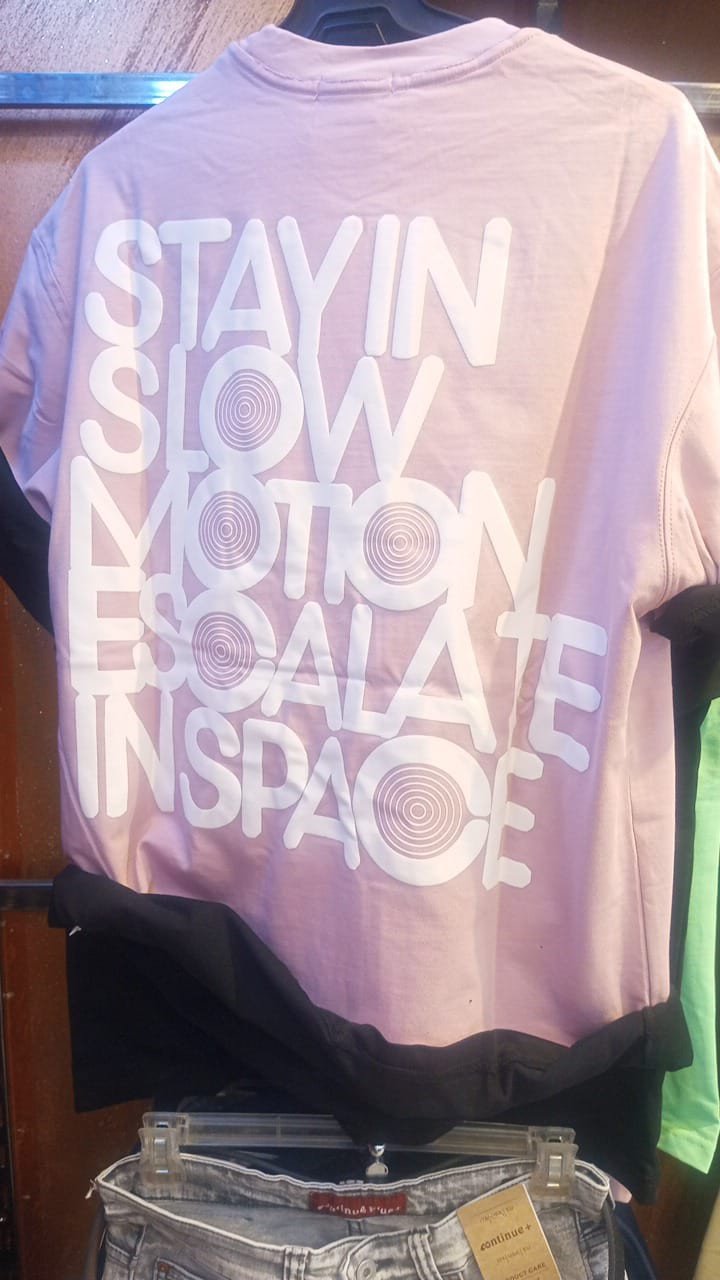 STAY IN
SLOW
MOTION
ESCALATE
IN SPACE
continue+